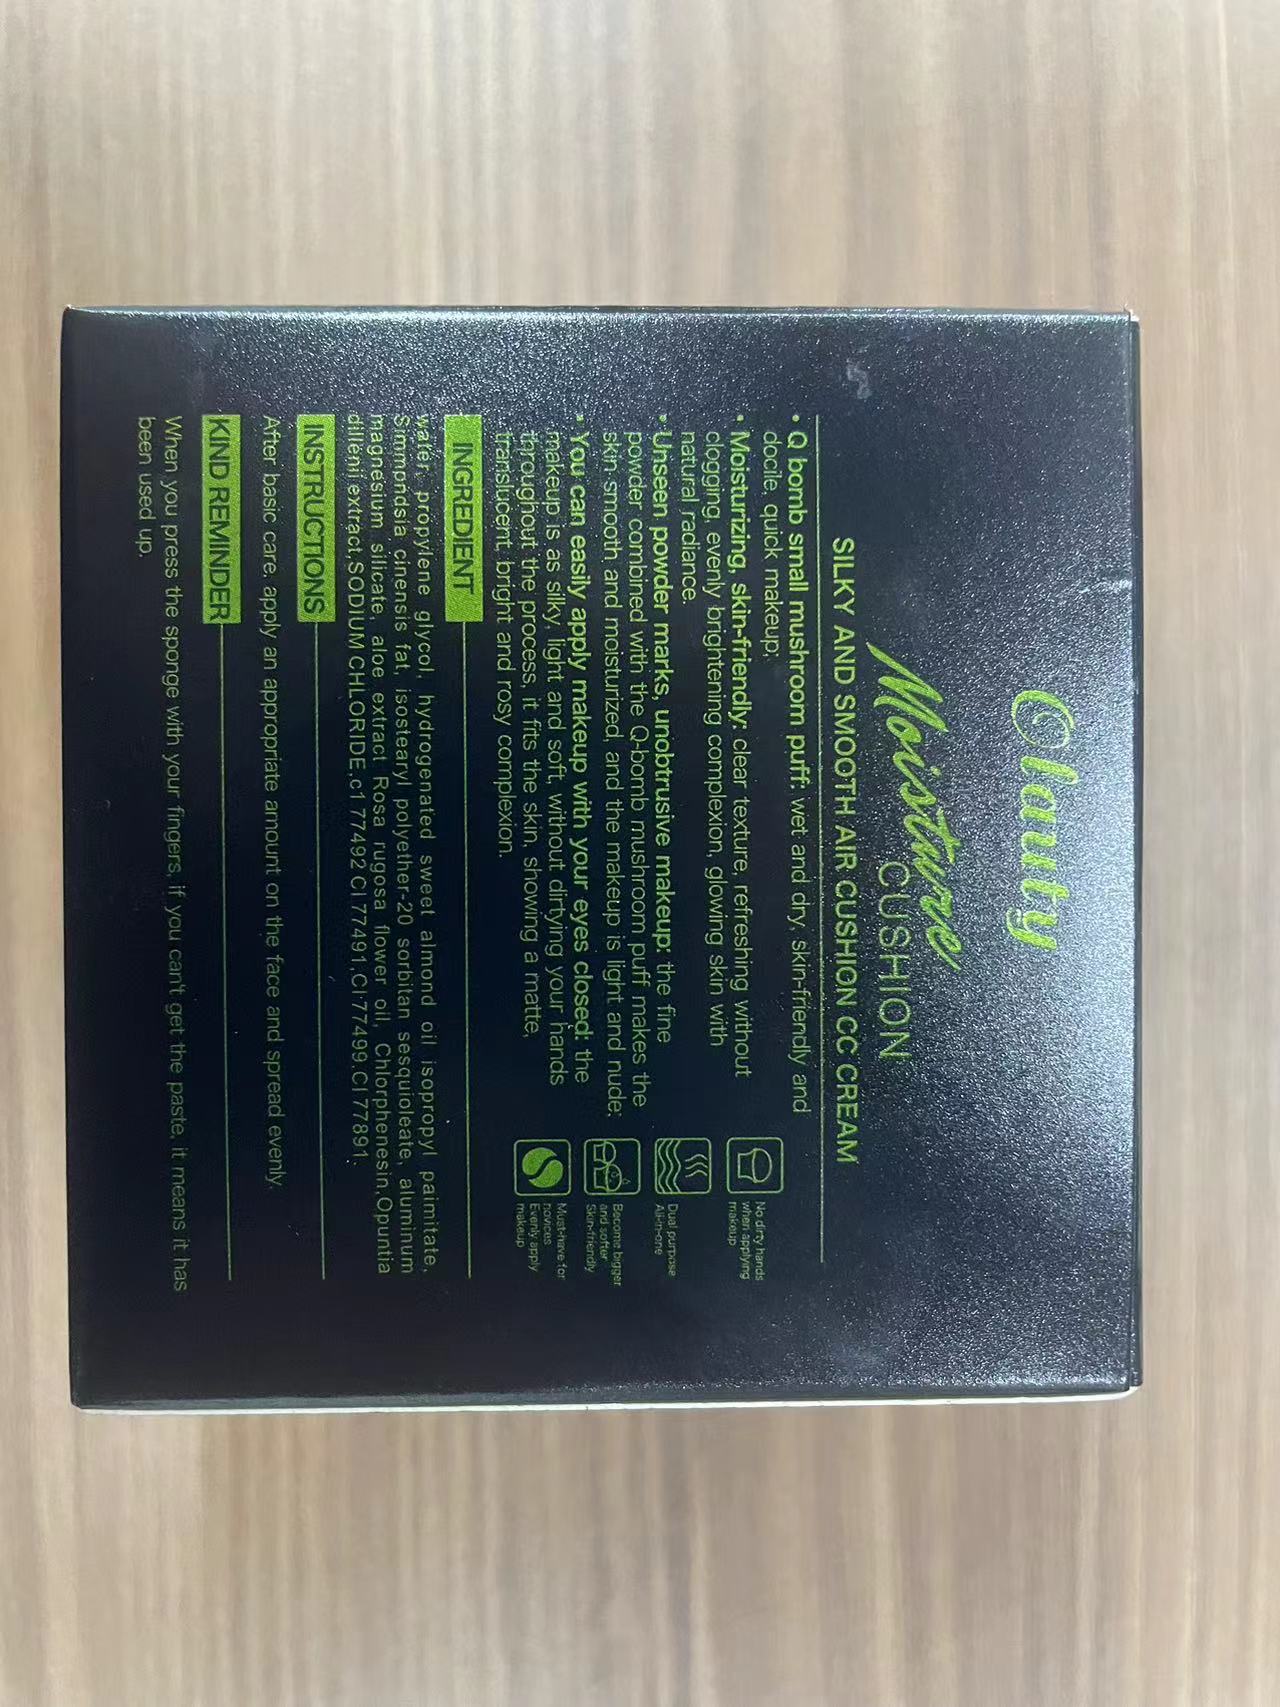 Olauty
Moisture
CUSHION
SILKY AND SMOOTH AIR CUSHION CC CREAM
• Q bomb small mushroom puff: wet and dry, skin-friendly and
docile, quick makeup;
• Moisturizing, skin-friendly: clear texture, refreshing without
clogging, evenly brightening complexion, glowing skin with
natural radiance.
• Unseen powder marks, unobtrusive makeup: the fine
powder combined with the Q-bomb mushroom puff makes the
skin smooth and moisturized, and the makeup is light and nude;
• You can easily apply makeup with your eyes closed: the
makeup is as silky, light and soft, without dirtying your hands
throughout the process, it fits the skin, showing a matte,
translucent, bright and rosy complexion.
No dirty hands
when applying
makeup
Dual purpose
All-in-one
Become bigger
and softer
Skin-friendly
Must-have for
novices
Evenly apply
makeup
INGREDIENT
water, propylene glycol, hydrogenated sweet almond oil isopropyl paimitate,
Simmondsia cinensis fat, isostearyl polyether-20 sorbitan sesquioleate, aluminum
magnesium silicate, aloe extract Rosa rugosa flower oil, Chlorphenesin,Opuntia
dillenii extract,SODIUM CHLORIDE,c1 77492 CI 77491,CI 77499.CI 77891.
INSTRUCTIONS
After basic care, apply an appropriate amount on the face and spread evenly.
KIND REMINDER
When you press the sponge with your fingers, if you can't get the paste, it means it has
been used up.